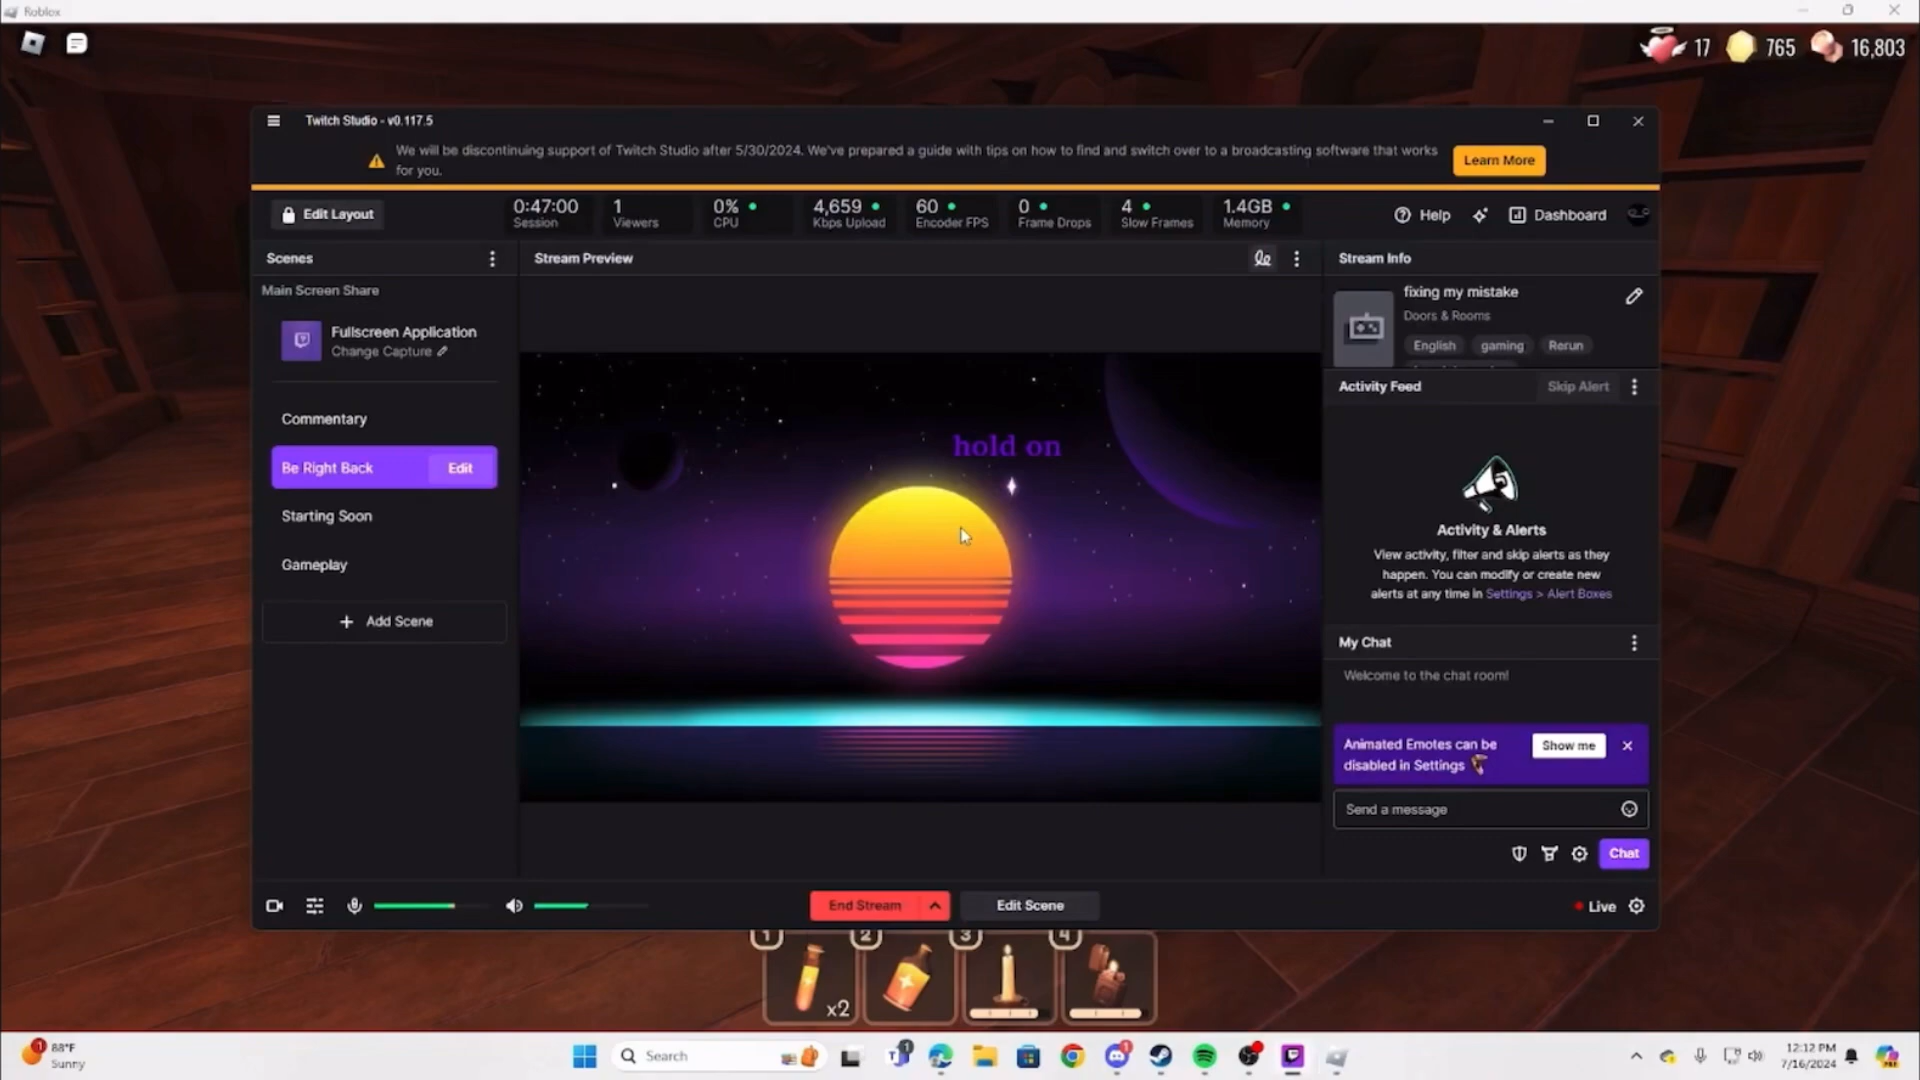 Roblox
17
765
16,803
Twitch Studio - v0.117.5
We will be discontinuing support of Twitch Studio after 5/30/2024. We've prepared a guide with tips on how to find and switch over to a broadcasting software that works
for you.
Learn More
Edit Layout
0:47:00
Session
1
Viewers
0%
CPU
4,659
Kbps Upload
60
Encoder FPS
0
Frame Drops
4
Slow Frames
1.4GB
Memory
Help
Dashboard
Scenes
Stream Preview
Stream Info
Main Screen Share
Fullscreen Application
Change Capture
fixing my mistake
Doors & Rooms
English
gaming
Rerun
Activity Feed
Skip Alert
Commentary
Be Right Back
Edit
Starting Soon
Gameplay
+ Add Scene
hold on
Activity & Alerts
View activity, filter and skip alerts as they
happen. You can modify or create new
alerts at any time in Settings > Alert Boxes
My Chat
Welcome to the chat room!
Animated Emotes can be
disabled in Settings
Show me
Send a message
Chat
End Stream
Edit Scene
Live
1
2
3
4
x2
1
88°F
Sunny
Search
1
1
12:12 PM
7/16/2024